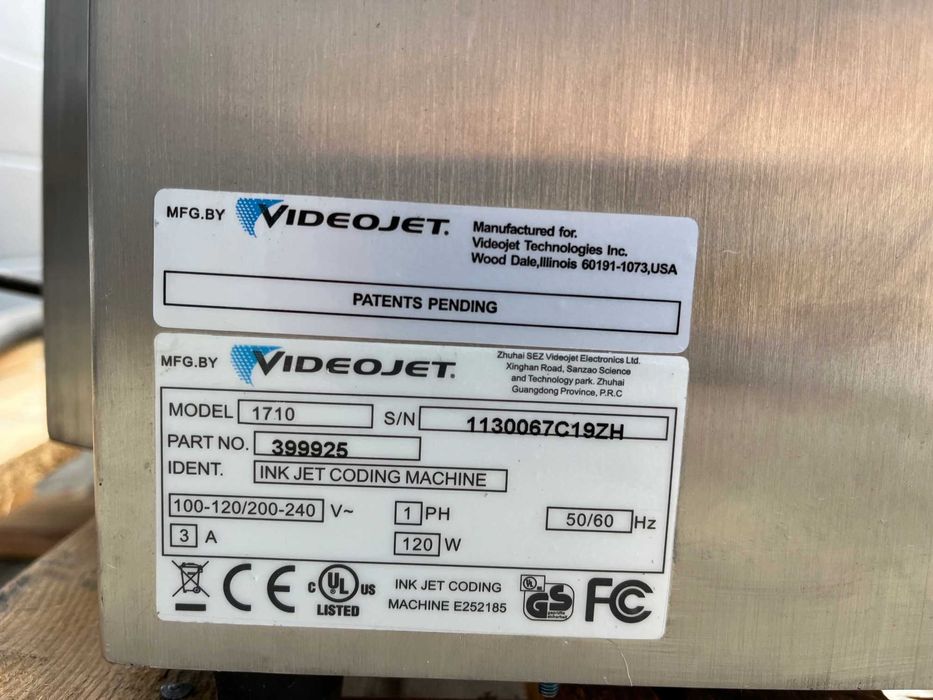 MFG.BY VIDEOJET.
Manufactured for.
Videojet Technologies Inc.
Wood Dale,Illinois 60191-1073,USA
PATENTS PENDING
MFG.BY VIDEOJET.
Zhuhai SEZ Videojet Electronics Ltd.
Xinghan Road, Sanzao Science
and Technology park. Zhuhai
Guangdong Province, P.R.C
MODEL 1710 S/N 1130067C19ZH
PART NO. 399925
IDENT. INK JET CODING MACHINE
100-120/200-240 V~ 1 PH 50/60 Hz
3 A 120 W
CE c UL US LISTED
INK JET CODING
MACHINE E252185
UL GS geprüfte Sicherheit
FC